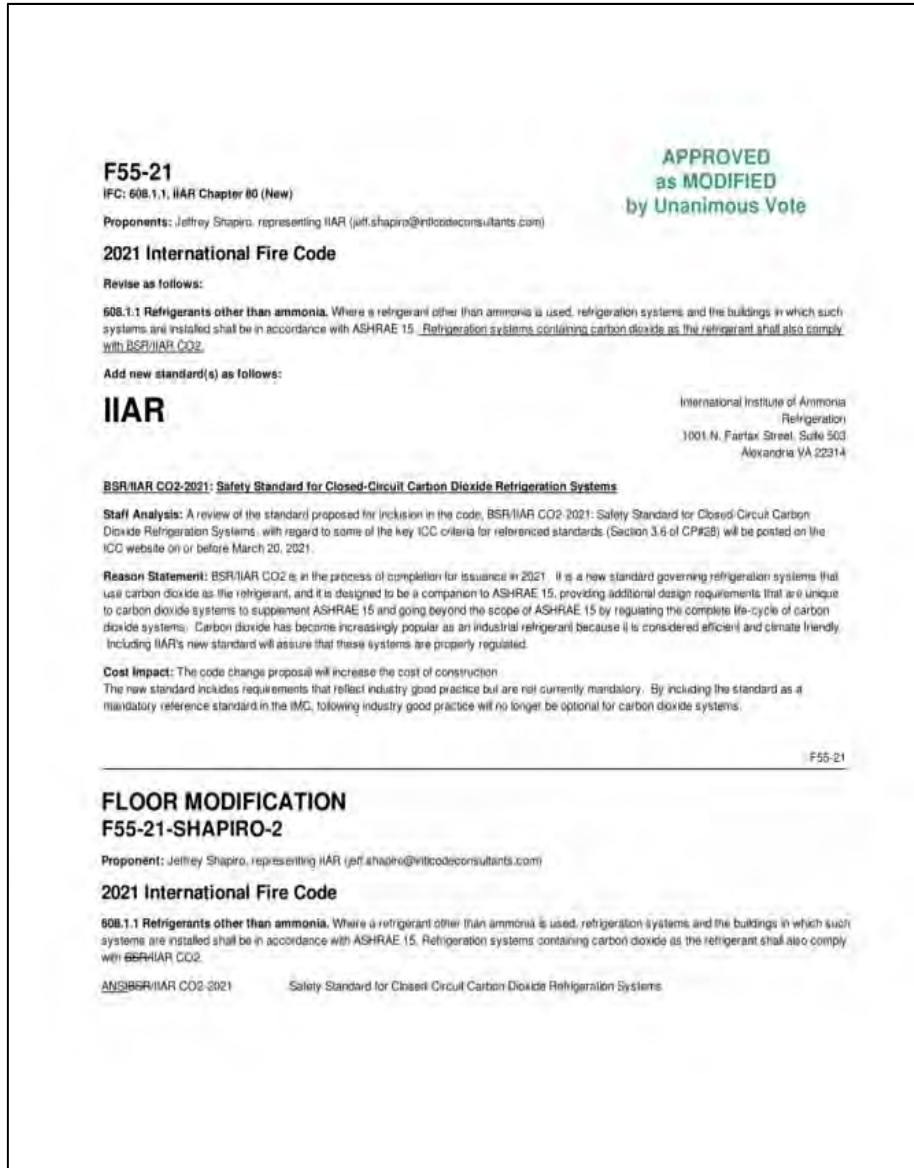 F55-21
IFC: 608.1.1, IIAR Chapter 80 (New)
APPROVED
as MODIFIED
by Unanimous Vote
Proponents: Jeffrey Shapiro, representing IIAR (jeff.shapiro@intlcodeconsultants.com)
2021 International Fire Code
Revise as follows:
608.1.1 Refrigerants other than ammonia. Where a refrigerant other than ammonia is used, refrigeration systems and the buildings in which such
systems are installed shall be in accordance with ASHRAE 15. Refrigeration systems containing carbon dioxide as the refrigerant shall also comply
with BSR/IIAR CO2.
Add new standard(s) as follows:
IIAR
International Institute of Ammonia
Refrigeration
1001 N. Fairfax Street, Suite 503
Alexandria VA 22314
BSR/IIAR CO2-2021: Safety Standard for Closed-Circuit Carbon Dioxide Refrigeration Systems
Staff Analysis: A review of the standard proposed for inclusion in the code, BSR/IIAR CO2-2021: Safety Standard for Closed-Circuit Carbon
Dioxide Refrigeration Systems, with regard to some of the key ICC criteria for referenced standards (Section 3.6 of CP#28) will be posted on the
ICC website on or before March 20, 2021.
Reason Statement: BSR/IIAR CO2 is in the process of completion for issuance in 2021. It is a new standard governing refrigeration systems that
use carbon dioxide as the refrigerant, and it is designed to be a companion to ASHRAE 15, providing additional design requirements that are unique
to carbon dioxide systems to supplement ASHRAE 15 and going beyond the scope of ASHRAE 15 by regulating the complete life-cycle of carbon
dioxide systems. Carbon dioxide has become increasingly popular as an industrial refrigerant because it is considered efficient and climate friendly.
Including IIAR's new standard will assure that these systems are properly regulated.
Cost Impact: The code change proposal will increase the cost of construction
The new standard includes requirements that reflect industry good practice but are not currently mandatory. By including the standard as a
mandatory reference standard in the IMC, following industry good practice will no longer be optional for carbon dioxide systems.
F55-21
FLOOR MODIFICATION
F55-21-SHAPIRO-2
Proponent: Jeffrey Shapiro, representing IIAR (jeff.shapiro@intlcodeconsultants.com)
2021 International Fire Code
608.1.1 Refrigerants other than ammonia. Where a refrigerant other than ammonia is used, refrigeration systems and the buildings in which such
systems are installed shall be in accordance with ASHRAE 15. Refrigeration systems containing carbon dioxide as the refrigerant shall also comply
with BSR/IIAR CO2.
ANSIBSR/IIAR CO2-2021 Safety Standard for Closed-Circuit Carbon Dioxide Refrigeration Systems